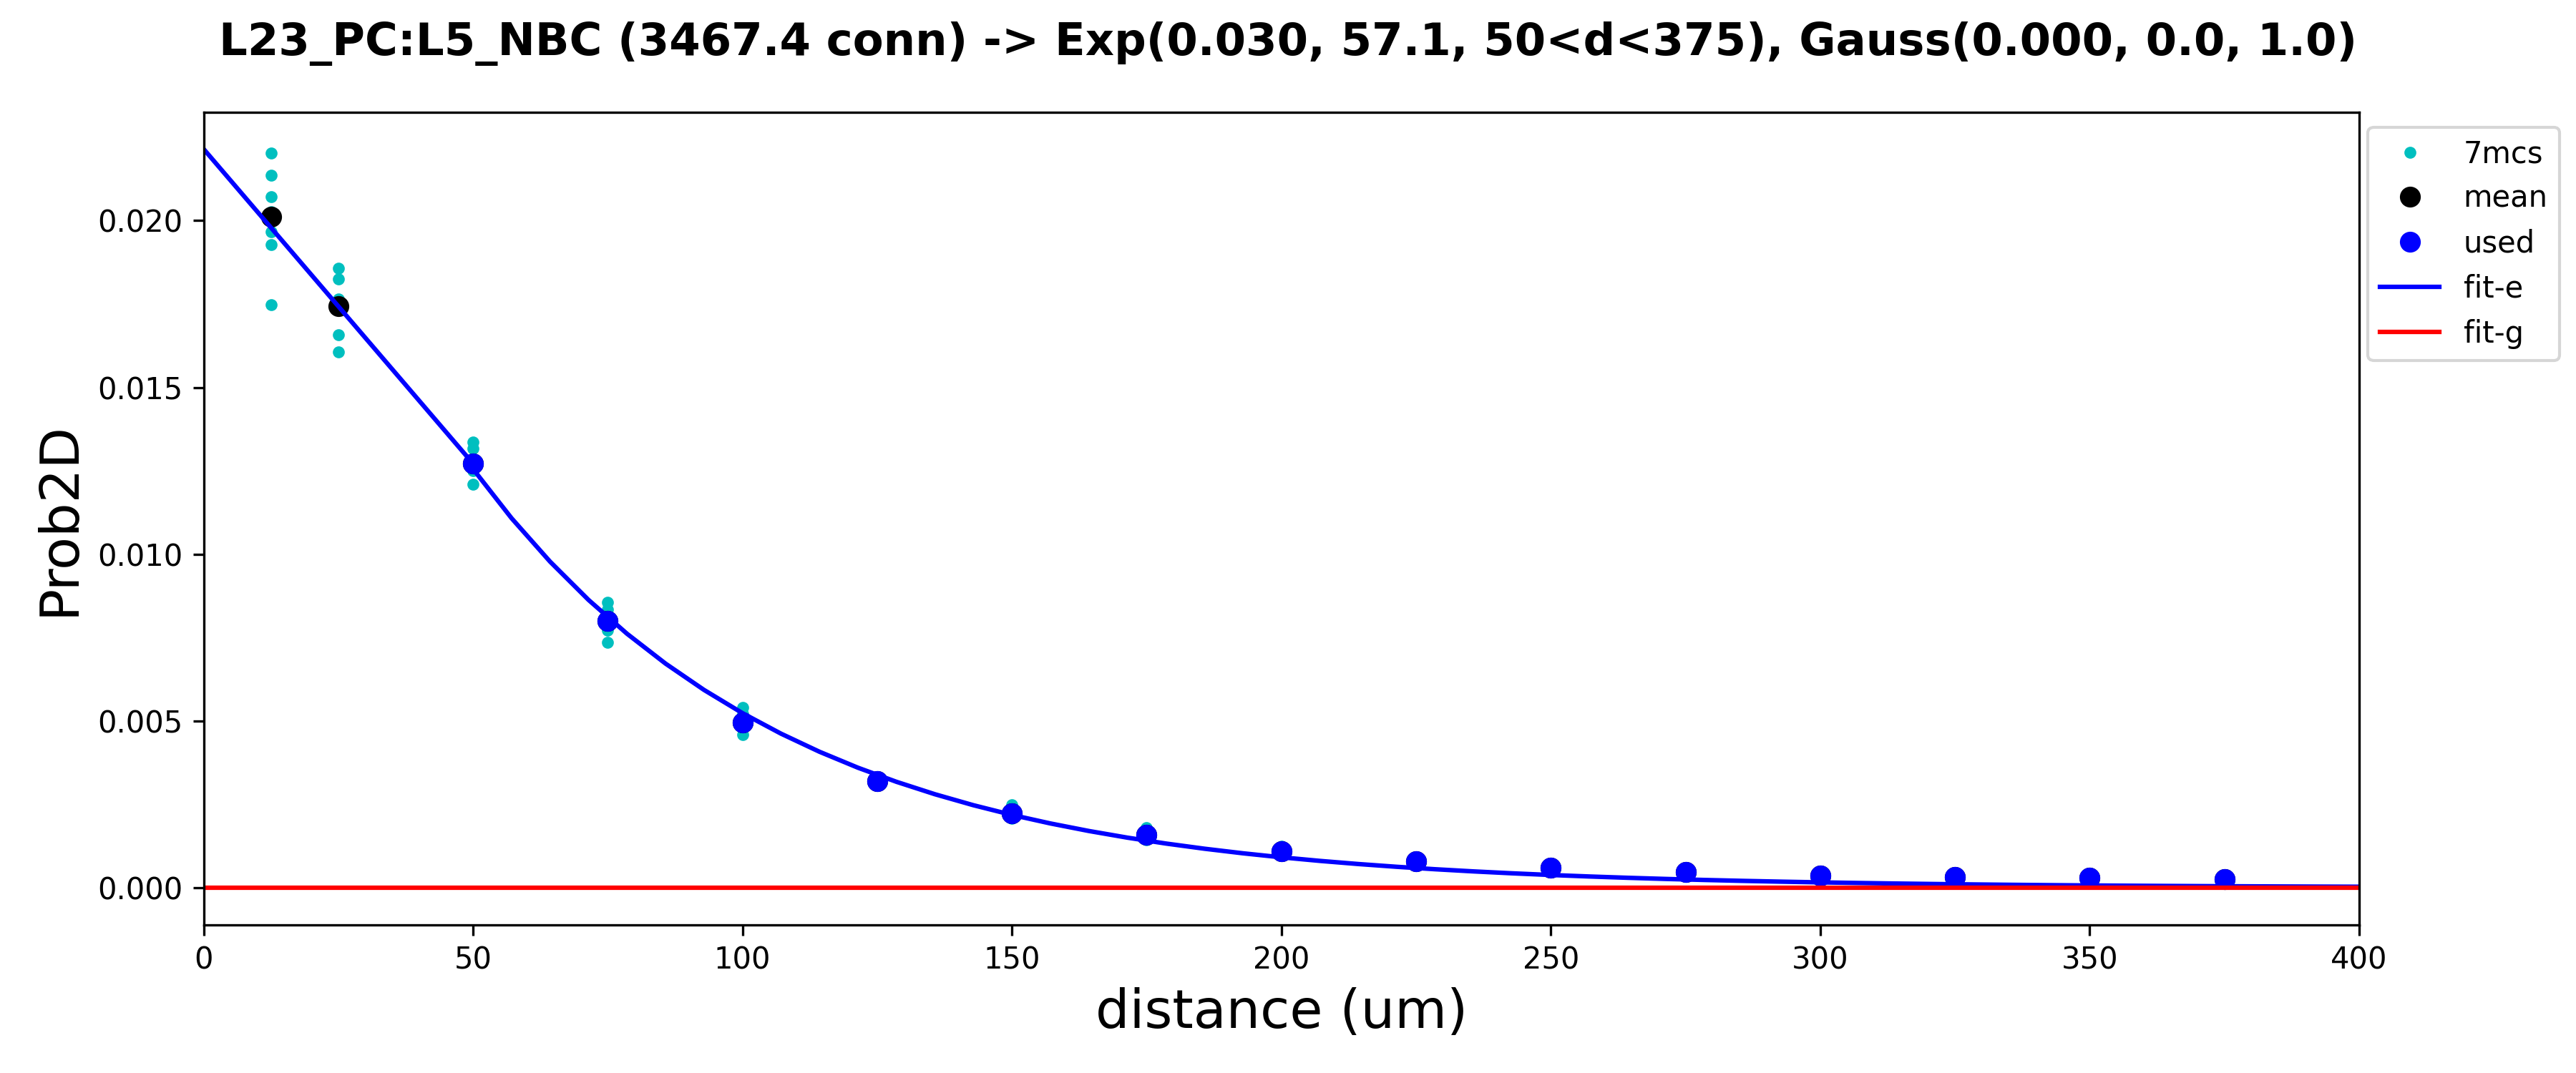 L23_PC:L5_NBC (3467.4 conn) -> Exp(0.030, 57.1, 50<d<375), Gauss(0.000, 0.0, 1.0)
7mcs
mean
used
fit-e
fit-g
Prob2D
0.020
0.015
0.010
0.005
0.000
0 50 100 150 200 250 300 350 400
distance (um)